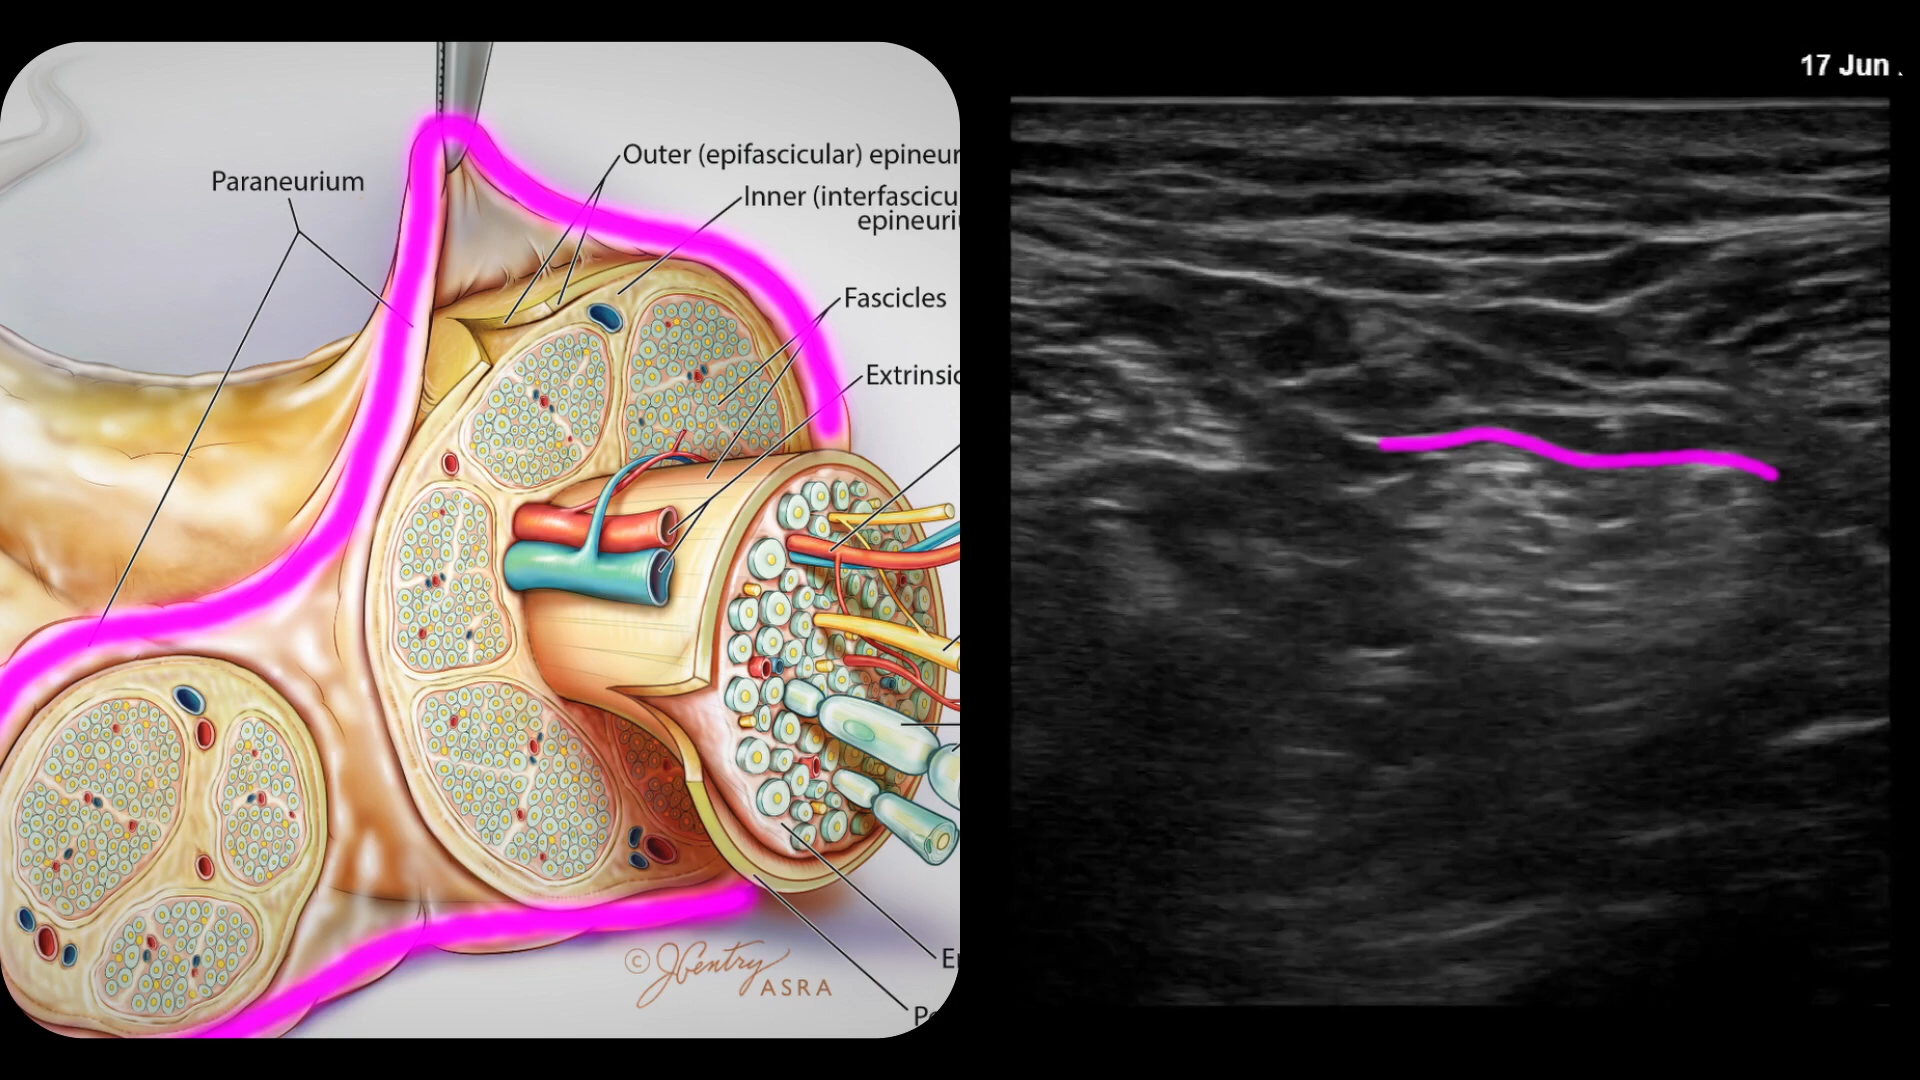 17 Jun .
Outer (epifascicular) epineur
Paraneurium
Inner (interfascicu
epineuri
Fascicles
Extrinsic
© JGentry
ASRA
E
P